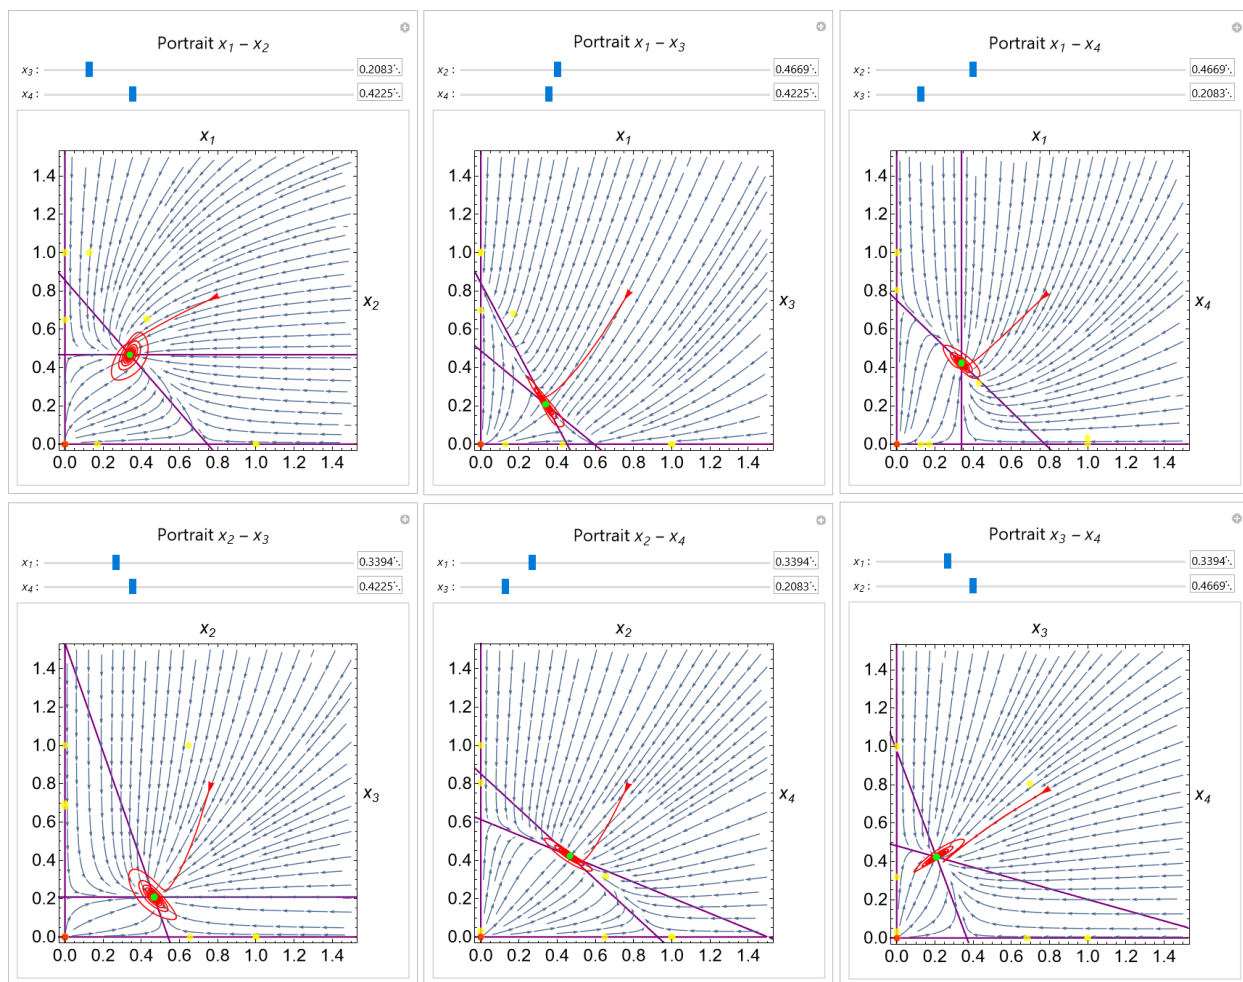 Portrait x₁ – x₂
x₃ : 0.2083⋱
x₄ : 0.4225⋱
x₁
1.4
1.2
1.0
0.8
x₂
0.6
0.4
0.2
0.0
0.0 0.2 0.4 0.6 0.8 1.0 1.2 1.4
Portrait x₁ – x₃
x₂ : 0.4669⋱
x₄ : 0.4225⋱
x₁
1.4
1.2
1.0
0.8
x₃
0.6
0.4
0.2
0.0
0.0 0.2 0.4 0.6 0.8 1.0 1.2 1.4
Portrait x₁ – x₄
x₂ : 0.4669⋱
x₃ : 0.2083⋱
x₁
1.4
1.2
1.0
0.8
x₄
0.6
0.4
0.2
0.0
0.0 0.2 0.4 0.6 0.8 1.0 1.2 1.4
Portrait x₂ – x₃
x₁ : 0.3394⋱
x₄ : 0.4225⋱
x₂
1.4
1.2
1.0
0.8
x₃
0.6
0.4
0.2
0.0
0.0 0.2 0.4 0.6 0.8 1.0 1.2 1.4
Portrait x₂ – x₄
x₁ : 0.3394⋱
x₃ : 0.2083⋱
x₂
1.4
1.2
1.0
0.8
x₄
0.6
0.4
0.2
0.0
0.0 0.2 0.4 0.6 0.8 1.0 1.2 1.4
Portrait x₃ – x₄
x₁ : 0.3394⋱
x₂ : 0.4669⋱
x₃
1.4
1.2
1.0
0.8
x₄
0.6
0.4
0.2
0.0
0.0 0.2 0.4 0.6 0.8 1.0 1.2 1.4